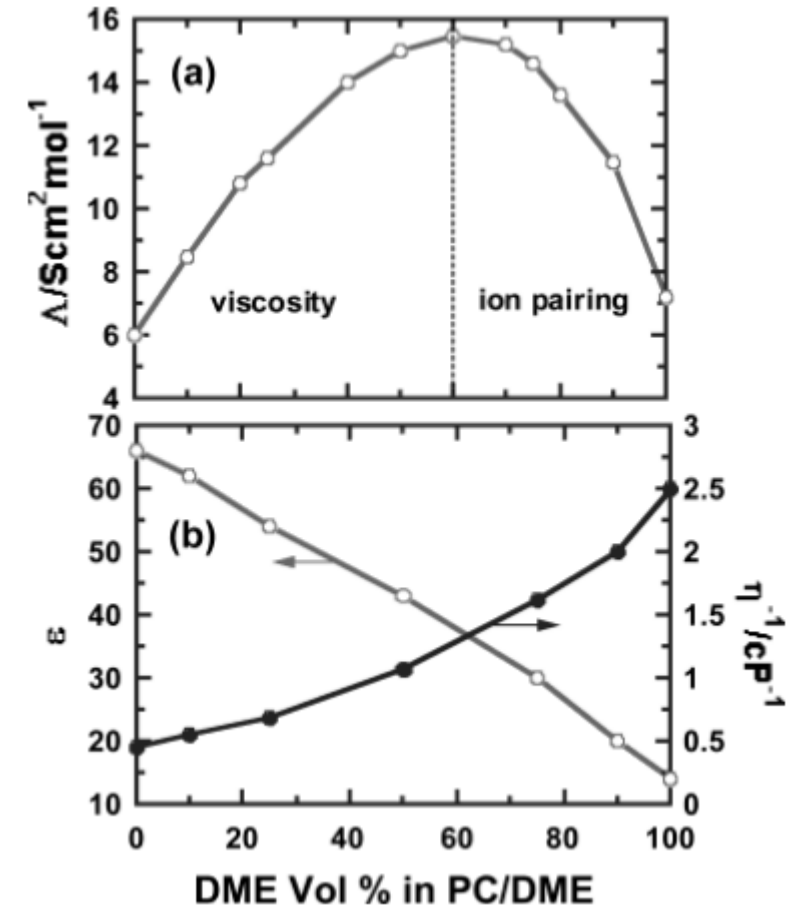 16
14
12
10
8
6
4
Λ/Scm²mol⁻¹
(a)
viscosity
ion pairing
70
60
50
40
30
20
10
ε
(b)
3
2.5
2
1.5
1
0.5
0
η⁻¹/cP⁻¹
0 20 40 60 80 100
DME Vol % in PC/DME